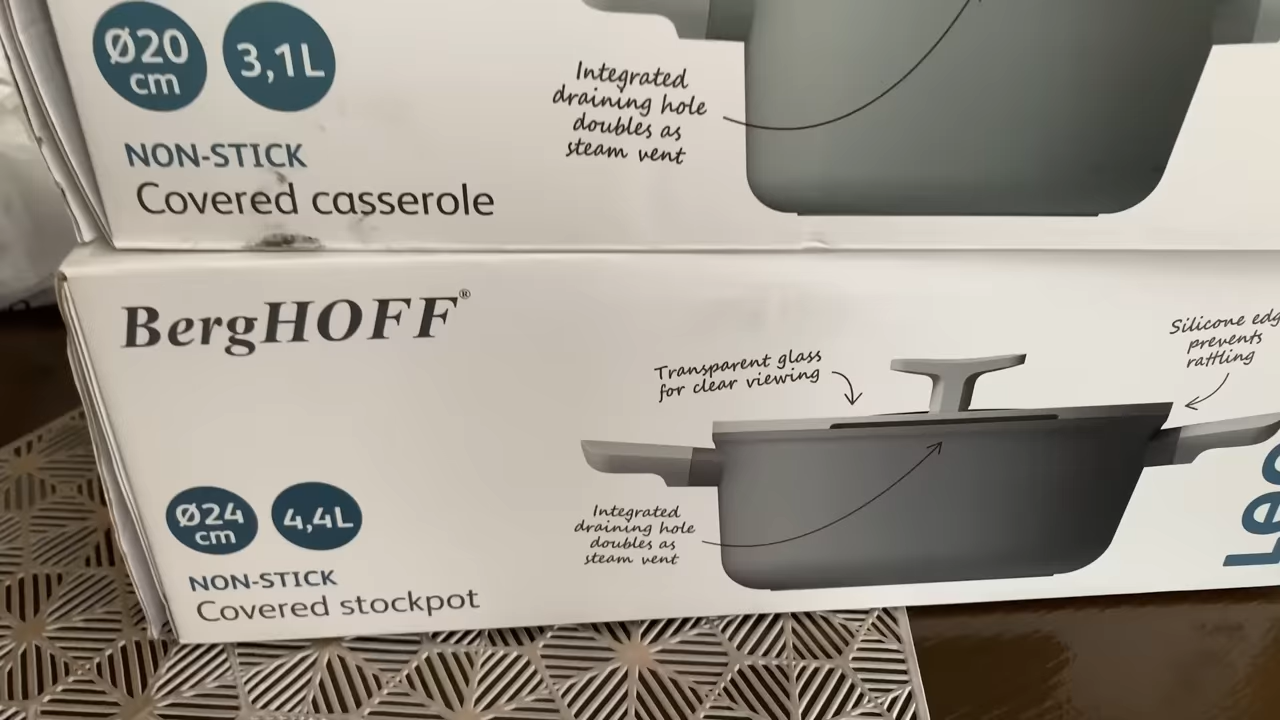 Ø20
cm
3,1L
NON-STICK
Covered casserole
Integrated
draining hole
doubles as
steam vent
BergHOFF®
Transparent glass
for clear viewing
Silicone
prevents
rattling
Ø24
cm
4,4L
NON-STICK
Covered stockpot
Integrated
draining hole
doubles as
steam vent